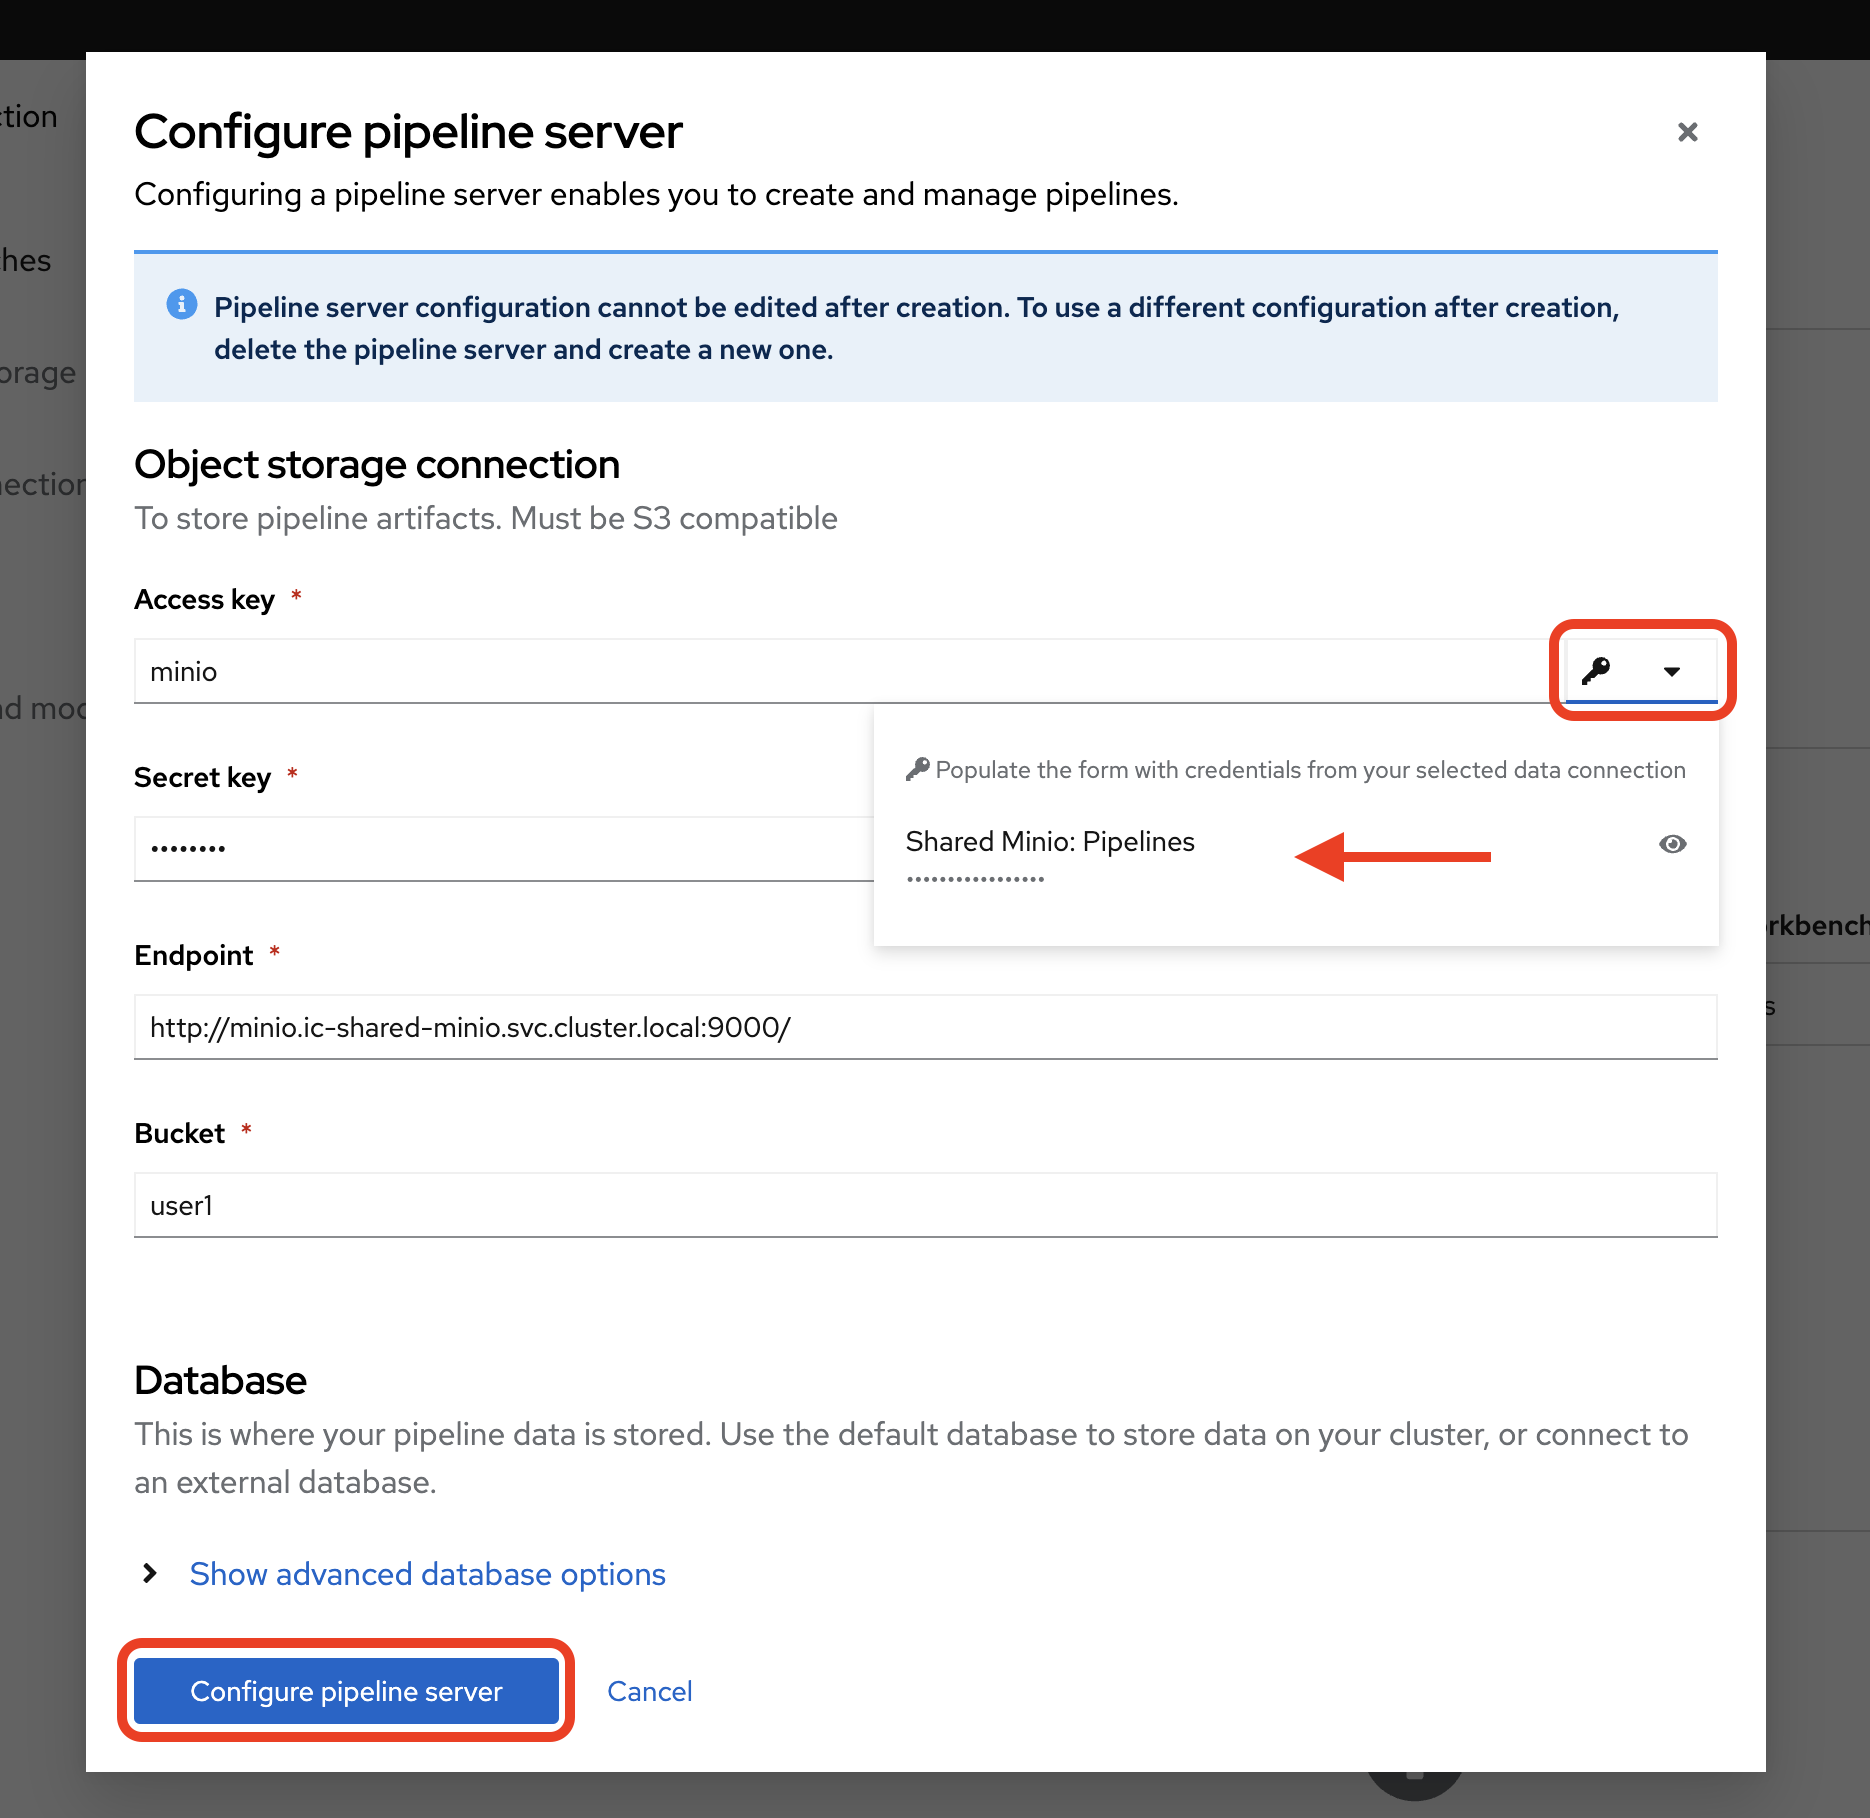 Configure pipeline server
Configuring a pipeline server enables you to create and manage pipelines.
Pipeline server configuration cannot be edited after creation. To use a different configuration after creation,
delete the pipeline server and create a new one.
Object storage connection
To store pipeline artifacts. Must be S3 compatible
Access key *
minio
Populate the form with credentials from your selected data connection
Shared Minio: Pipelines
•••••••••••••••••
Secret key *
••••••••
Endpoint *
http://minio.ic-shared-minio.svc.cluster.local:9000/
Bucket *
user1
Database
This is where your pipeline data is stored. Use the default database to store data on your cluster, or connect to
an external database.
Show advanced database options
Configure pipeline server
Cancel